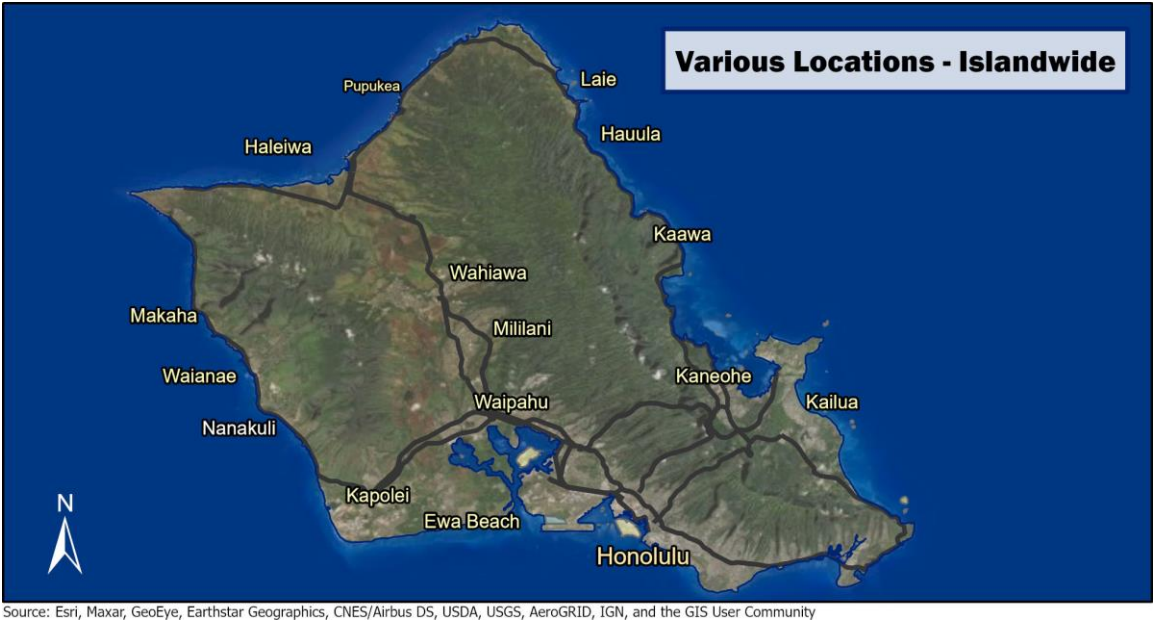 Various Locations - Islandwide
Laie
Pupukea
Hauula
Haleiwa
Kaawa
Wahiawa
Makaha
Mililani
Waianae
Kaneohe
Waipahu
Kailua
Nanakuli
Kapolei
N
Ewa Beach
Honolulu
Source: Esri, Maxar, GeoEye, Earthstar Geographics, CNES/Airbus DS, USDA, USGS, AeroGRID, IGN, and the GIS User Community